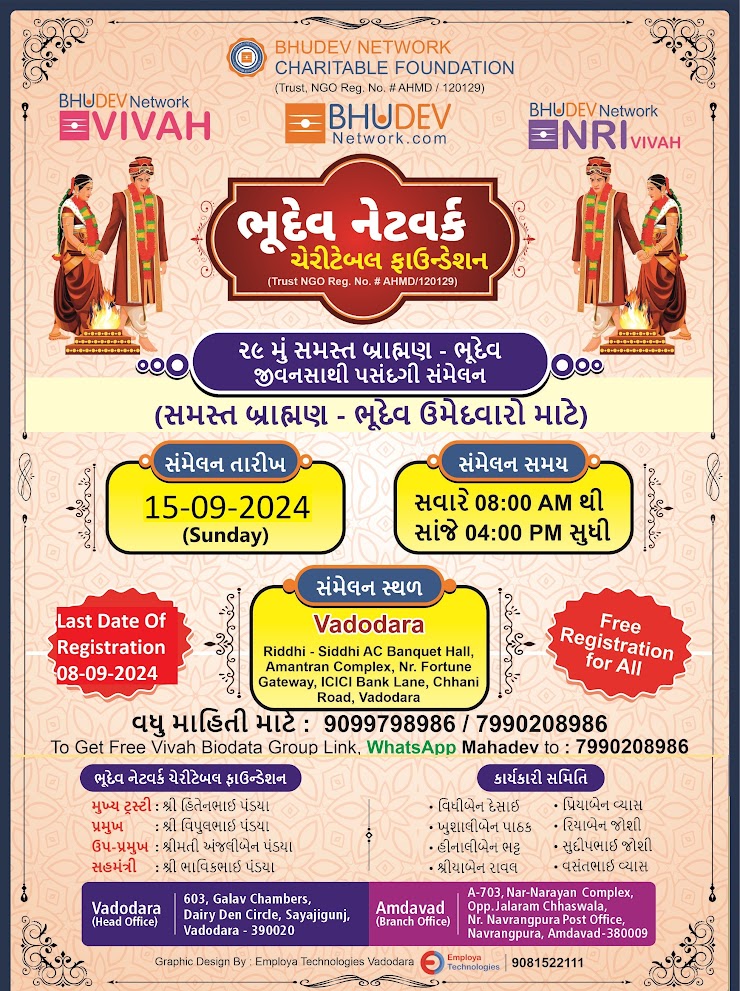 BHUDEV NETWORK
CHARITABLE FOUNDATION
(Trust, NGO Reg. No. # AHMD / 120129)
BHUDEV Network
VIVAH
BHUDEV
Network.com
BHUDEV Network
NRI VIVAH
ભૂદેવ નેટવર્ક
ચેરીટેબલ ફાઉન્ડેશન
(Trust NGO Reg. No. # AHMD/120129)
૨૯ મું સમસ્ત બ્રાહ્મણ - ભૂદેવ
જીવનસાથી પસંદગી સંમેલન
(સમસ્ત બ્રાહ્મણ - ભૂદેવ ઉમેદવારો માટે)
સંમેલન તારીખ
15-09-2024
(Sunday)
સંમેલન સમય
સવારે 08:00 AM થી
સાંજે 04:00 PM સુધી
Last Date Of
Registration
08-09-2024
સંમેલન સ્થળ
Vadodara
Riddhi - Siddhi AC Banquet Hall,
Amantran Complex, Nr. Fortune
Gateway, ICICI Bank Lane, Chhani
Road, Vadodara
Free
Registration
for All
વધુ માહિતી માટે : 9099798986 / 7990208986
To Get Free Vivah Biodata Group Link, WhatsApp Mahadev to : 7990208986
ભૂદેવ નેટવર્ક ચેરીટેબલ ફાઉન્ડેશન
મુખ્ય ટ્રસ્ટી : શ્રી હિતેનભાઈ પંડયા
પ્રમુખ : શ્રી વિપુલભાઈ પંડયા
ઉપ-પ્રમુખ : શ્રીમતી અંજલીબેન પંડયા
સહમંત્રી : શ્રી ભાવિકભાઈ પંડયા
કાર્યકારી સમિતિ
• વિધીબેન દેસાઈ • પ્રિયાબેન વ્યાસ
• ખુશાલીબેન પાઠક • રિયાબેન જોશી
• હીનાલીબેન ભટ્ટ • સુદીપભાઈ જોશી
• શ્રીયાબેન રાવલ • વસંતભાઈ વ્યાસ
Vadodara
(Head Office)
603, Galav Chambers,
Dairy Den Circle, Sayajigunj,
Vadodara - 390020
Amdavad
(Branch Office)
A-703, Nar-Narayan Complex,
Opp. Jalaram Chhaswala,
Nr. Navrangpura Post Office,
Navrangpura, Amdavad-380009
Graphic Design By : Employa Technologies Vadodara Employa Technologies 9081522111